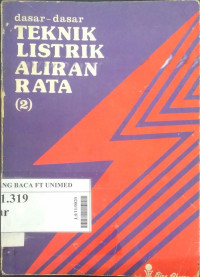 dasar-dasar
TEKNIK
LISTRIK
ALIRAN
RATA
(2)
NG BACA FT UNIMED
1.319
ar